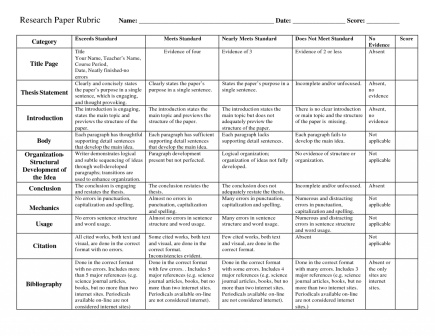 Research Paper Rubric Name: Date: Score:
Category Exceeds Standard Meets Standard Nearly Meets Standard Does Not Meet Standard No Evidence Score
Title Page
Title
Your Name, Teacher's Name,
Course Period,
Date, Neatly finished-no
errors
Evidence of four
Evidence of 3
Evidence of 2 or less
Absent
Thesis Statement
Clearly and concisely states
the paper's purpose in a single
sentence, which is engaging,
and thought provoking.
Clearly states the paper's
purpose in a single sentence.
States the paper's purpose in a
single sentence.
Incomplete and/or unfocused.
Absent,
no
evidence
Introduction
The introduction is engaging,
states the main topic and
previews the structure of the
paper.
The introduction states the
main topic and previews the
structure of the paper.
The introduction states the
main topic but does not
adequately preview the
structure of the paper.
There is no clear introduction
or main topic and the structure
of the paper is missing.
Absent,
no
evidence
Body
Each paragraph has thoughtful
supporting detail sentences
that develop the main idea.
Each paragraph has sufficient
supporting detail sentences
that develop the main idea.
Each paragraph lacks
supporting detail sentences.
Each paragraph fails to
develop the main idea.
Not
applicable
Organization-
Structural
Development of
the Idea
Writer demonstrates logical
and subtle sequencing of ideas
through well-developed
paragraphs; transitions are
used to enhance organization.
Paragraph development
present but not perfected.
Logical organization;
organization of ideas not fully
developed.
No evidence of structure or
organization.
Not
applicable
Conclusion
The conclusion is engaging
and restates the thesis.
The conclusion restates the
thesis.
The conclusion does not
adequately restate the thesis.
Incomplete and/or unfocused.
Absent
Mechanics
No errors in punctuation,
capitalization and spelling.
Almost no errors in
punctuation, capitalization
and spelling.
Many errors in punctuation,
capitalization and spelling.
Numerous and distracting
errors in punctuation,
capitalization and spelling.
Not
applicable
Usage
No errors sentence structure
and word usage.
Almost no errors in sentence
structure and word usage.
Many errors in sentence
structure and word usage.
Numerous and distracting
errors in sentence structure
and word usage.
Not
applicable
Citation
All cited works, both text and
visual, are done in the correct
format with no errors.
Some cited works, both text
and visual, are done in the
correct format.
Inconsistencies evident.
Few cited works, both text
and visual, are done in the
correct format.
Absent
Not
applicable
Bibliography
Done in the correct format
with no errors. Includes more
than 5 major references (e.g.
science journal articles,
books, but no more than two
internet sites. Periodicals
available on-line are not
considered internet sites)
Done in the correct format
with few errors. Includes 5
major references (e.g. science
journal articles, books, but no
more than two internet sites.
Periodicals available on-line
are not considered internet).
Done in the correct format
with some errors. Includes 4
major references (e.g. science
journal articles, books, but no
more than two internet sites.
Periodicals available on-line
are not considered internet sites.
Done in the correct format
with many errors. Includes 3
major references (e.g. science
journal articles, books, but no
more than two internet sites.
Periodicals available on-line
are not considered internet sites.
Absent or
the only
sites are
internet
sites.